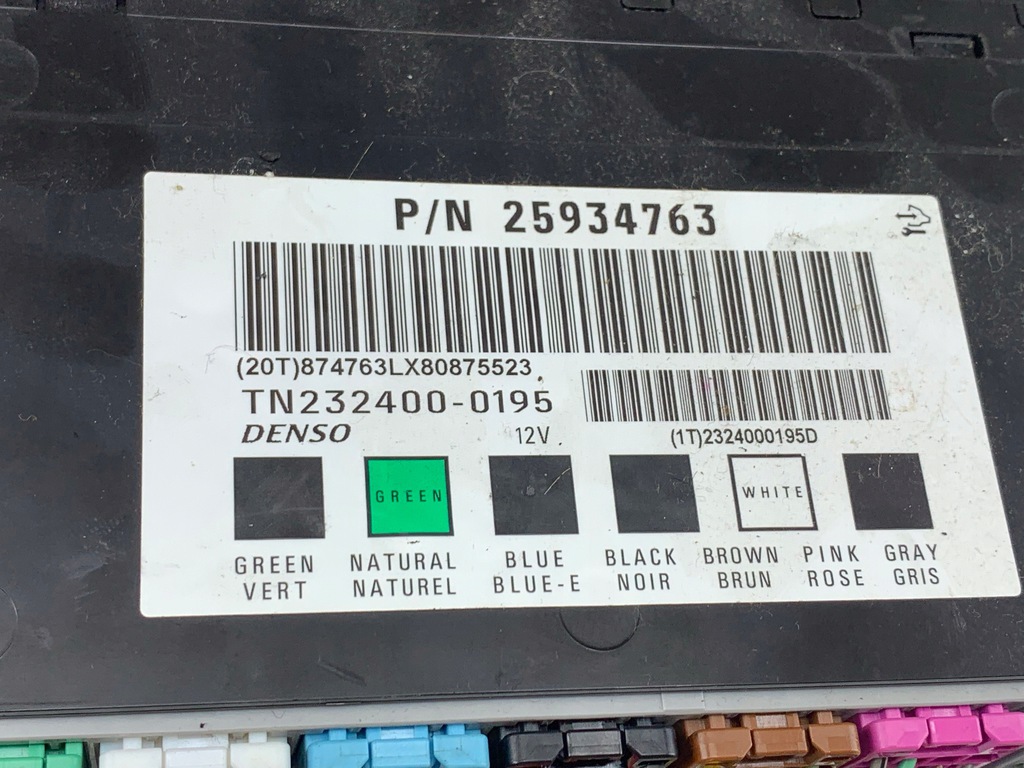 P/N 25934763
(20T)874763LX80875523
TN232400-0195
DENSO 12V
(1T)2324000195D
GREEN WHITE
GREEN NATURAL BLUE BLACK BROWN PINK GRAY
VERT NATUREL BLUE-E NOIR BRUN ROSE GRIS